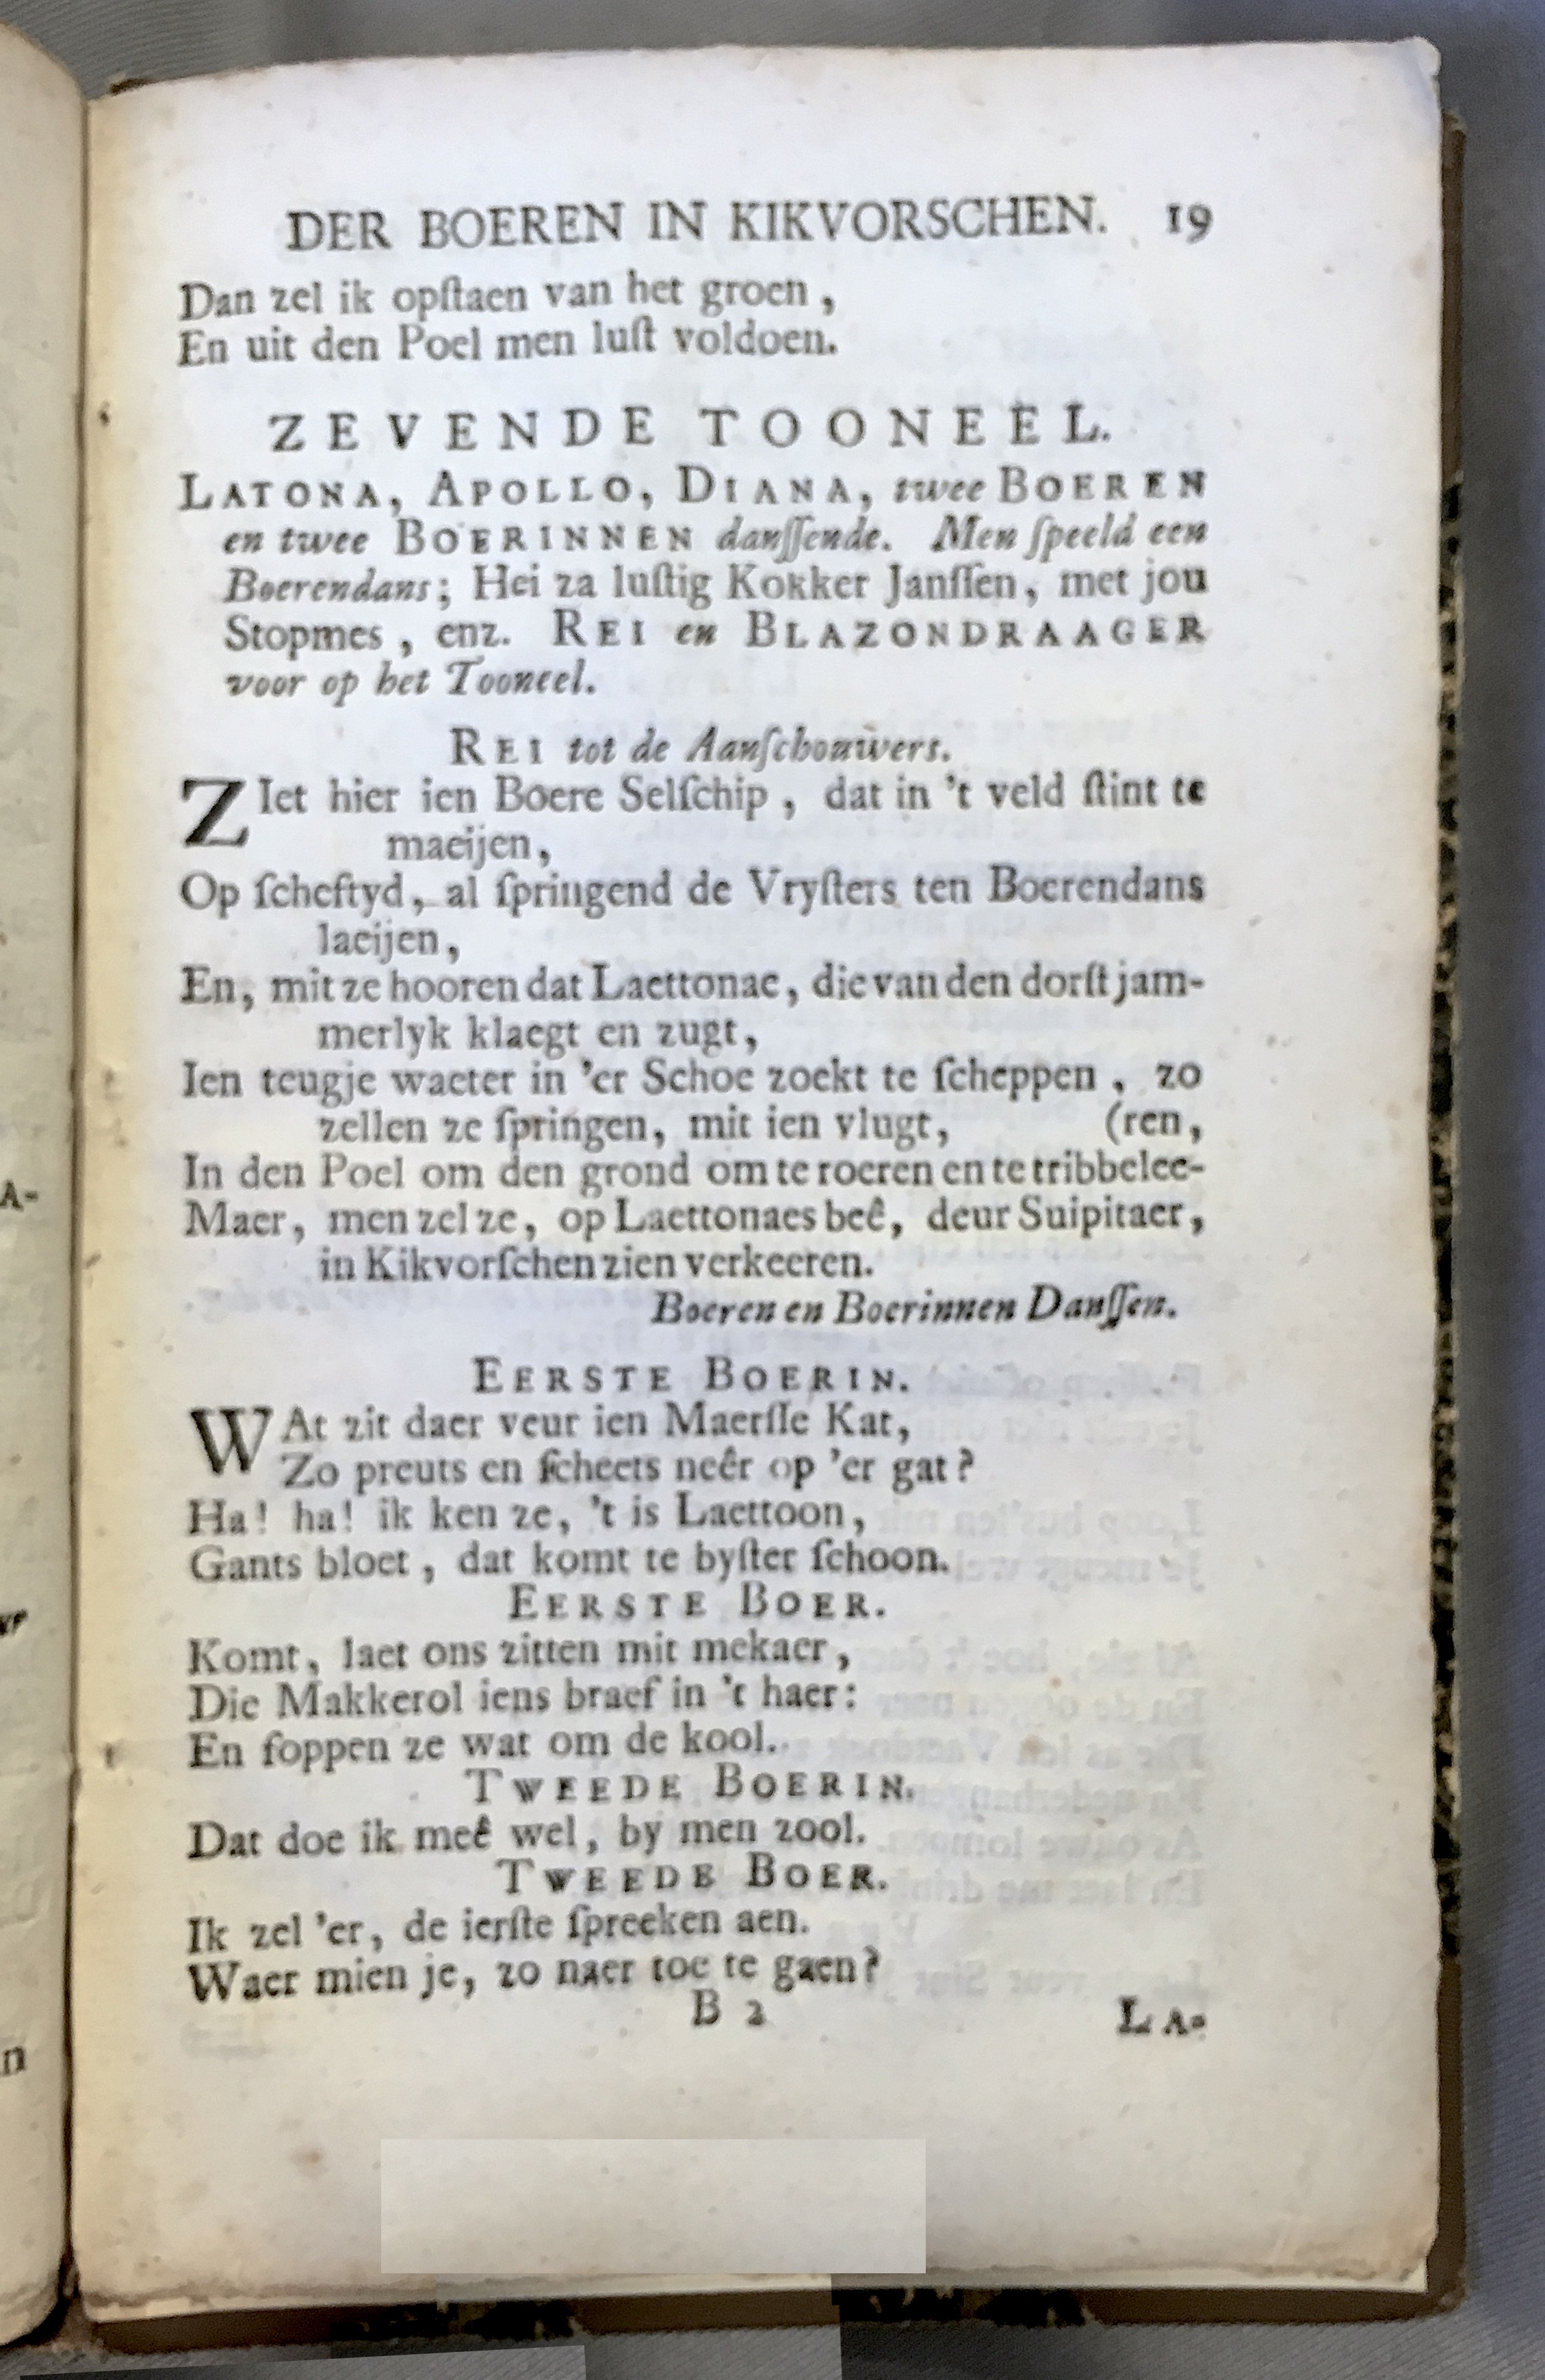 DER BOEREN IN KIKVORSCHEN. 19
Dan zel ik opſtaen van het groen,
En uit den Poel men luſt voldoen.
ZEVENDE TOONEEL.
LATONA, APOLLO, DIANA, twee BOEREN
en twee BOERINNEN danſſende. Men ſpeeld een
Boerendans; Hei za luſtig Kokker Janſſen, met jou
Stopmes, enz. REI en BLAZONDRAAGER
voor op het Tooneel.
REI tot de Aanſchouwers.
ZIet hier ien Boere Selſchip, dat in 't veld ſtint te
maeijen,
Op ſcheftyd, al ſpringend de Vryſters ten Boerendans
laeijen,
En, mit ze hooren dat Laettonae, die van den dorſt jam-
merlyk klaegt en zugt,
Ien teugje waeter in 'er Schoe zoekt te ſcheppen, zo
zellen ze ſpringen, mit ien vlugt, (ren,
In den Poel om den grond om te roeren en te tribbelee-
Maer, men zel ze, op Laettonaes beê, deur Suipitaer,
in Kikvorſchen zien verkeeren.
Boeren en Boerinnen Danſſen.
EERSTE BOERIN.
WAt zit daer veur ien Maerſſe Kat,
Zo preuts en ſcheets neêr op 'er gat?
Ha! ha! ik ken ze, 't is Laettoon,
Gants bloet, dat komt te byſter ſchoon.
EERSTE BOER.
Komt, laet ons zitten mit mekaer,
Die Makkerol iens braef in 't haer:
En foppen ze wat om de kool.
TWEEDE BOERIN.
Dat doe ik meê wel, by men zool.
TWEEDE BOER.
Ik zel 'er, de ierſte ſpreeken aen.
Waer mien je, zo naer toe te gaen?
B 2 LA-
A-
n